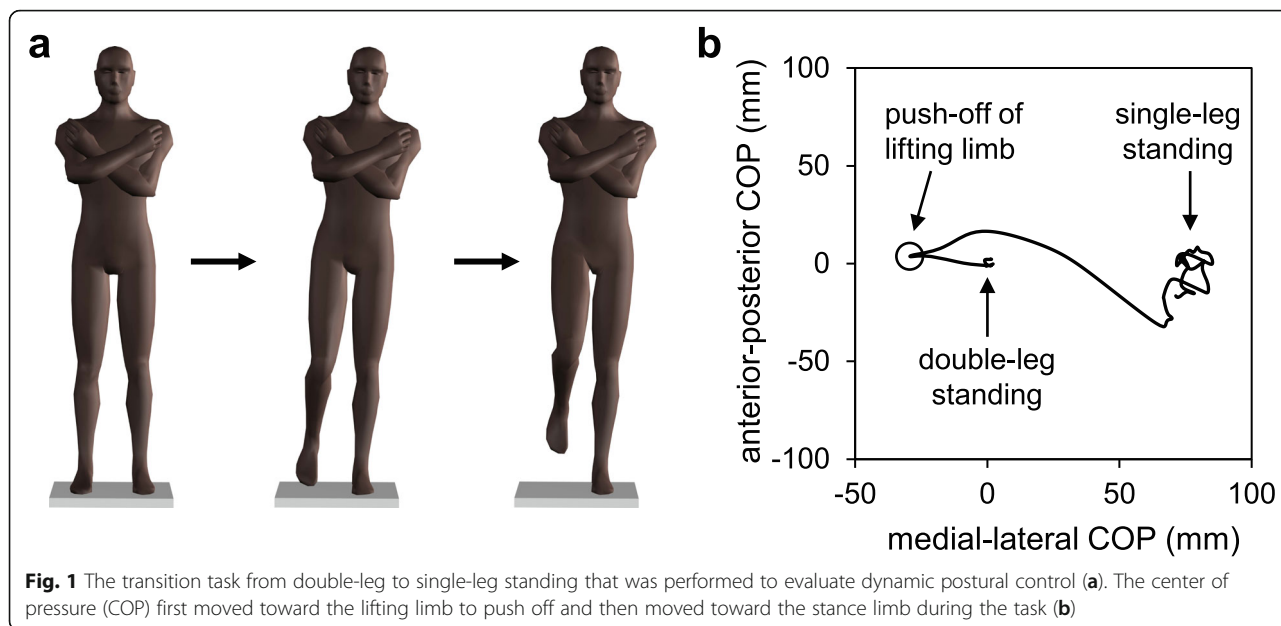 a
b
100
50
0
-50
-100
anterior-posterior COP (mm)
push-off of
lifting limb
single-leg
standing
double-leg
standing
-50
0
50
100
medial-lateral COP (mm)
Fig. 1 The transition task from double-leg to single-leg standing that was performed to evaluate dynamic postural control (a). The center of
pressure (COP) first moved toward the lifting limb to push off and then moved toward the stance limb during the task (b)